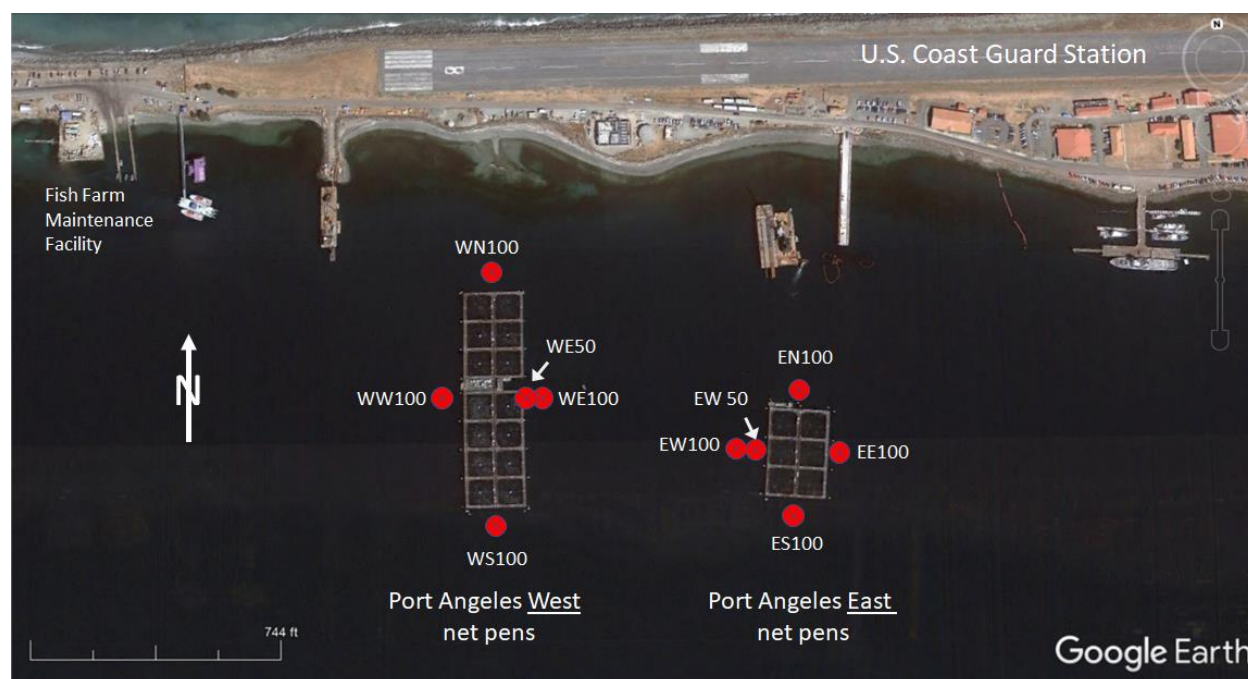 N
U.S. Coast Guard Station
Fish Farm
Maintenance
Facility
WN100
WE50
WW100
WE100
N
EN100
EW 50
EW100
EE100
WS100
ES100
Port Angeles West
net pens
Port Angeles East
net pens
744 ft
Google Earth